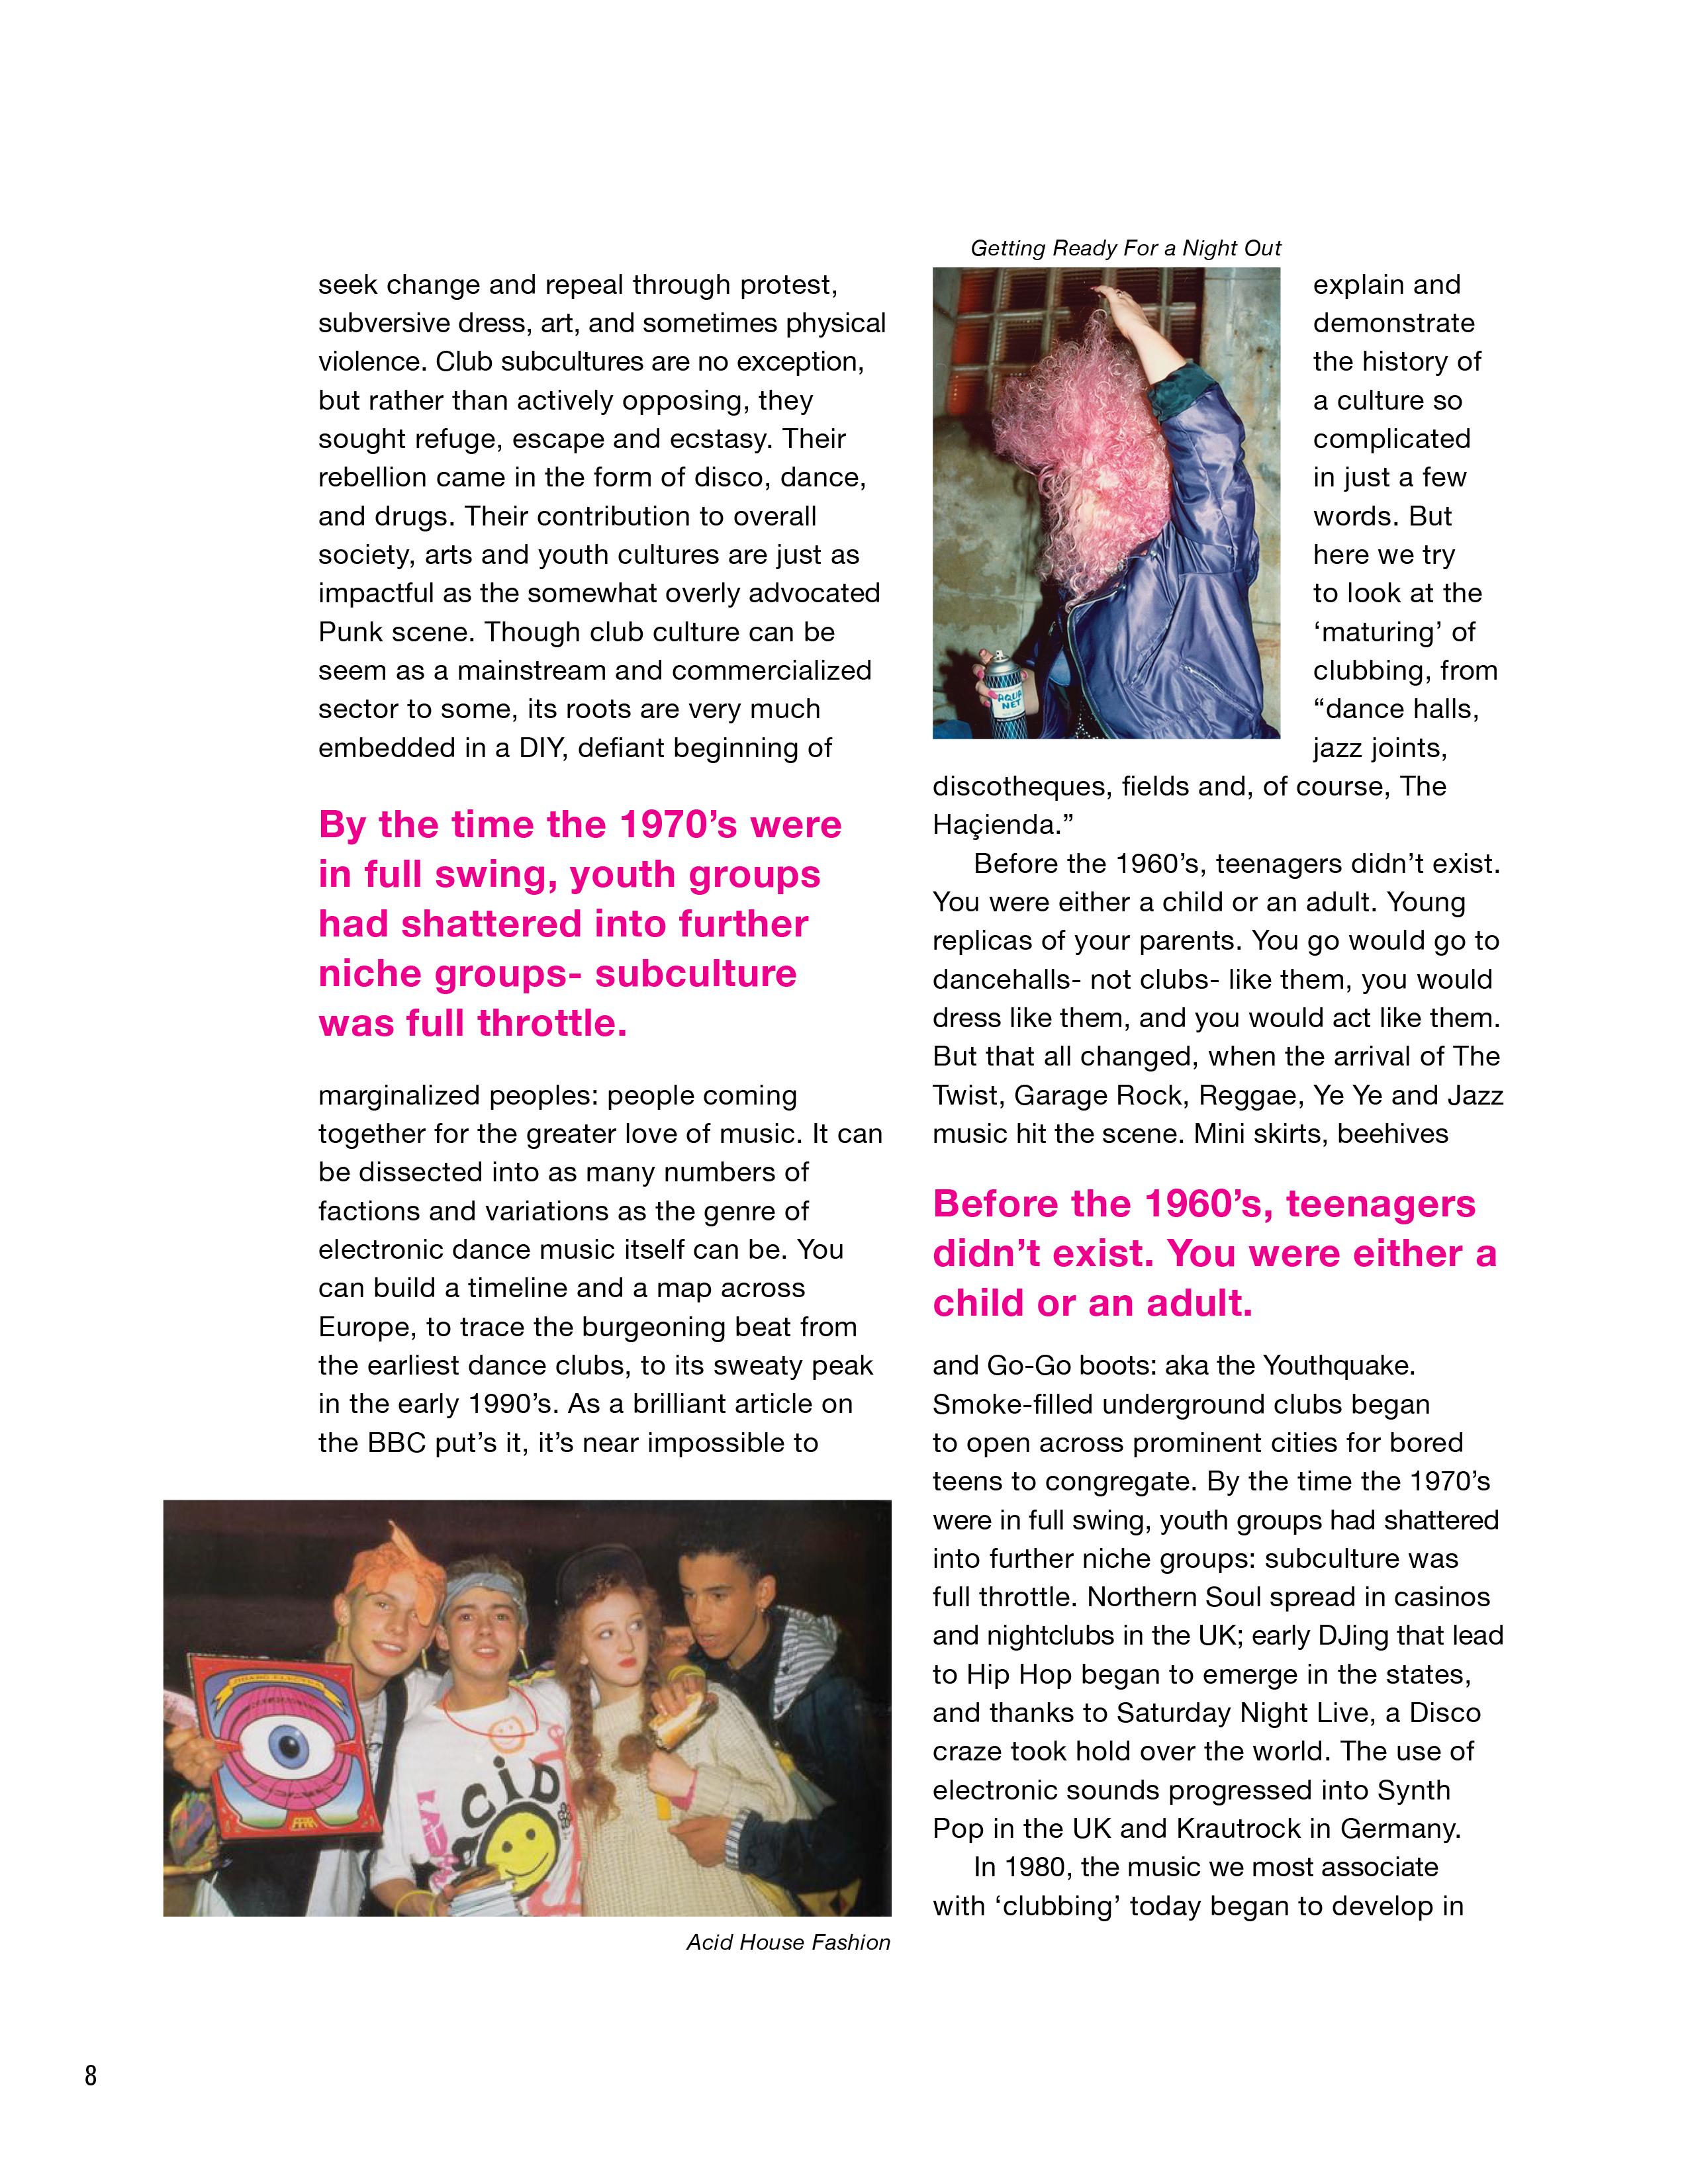 seek change and repeal through protest,
subversive dress, art, and sometimes physical
violence. Club subcultures are no exception,
but rather than actively opposing, they
sought refuge, escape and ecstasy. Their
rebellion came in the form of disco, dance,
and drugs. Their contribution to overall
society, arts and youth cultures are just as
impactful as the somewhat overly advocated
Punk scene. Though club culture can be
seem as a mainstream and commercialized
sector to some, its roots are very much
embedded in a DIY, defiant beginning of
By the time the 1970’s were
in full swing, youth groups
had shattered into further
niche groups- subculture
was full throttle.
marginalized peoples: people coming
together for the greater love of music. It can
be dissected into as many numbers of
factions and variations as the genre of
electronic dance music itself can be. You
can build a timeline and a map across
Europe, to trace the burgeoning beat from
the earliest dance clubs, to its sweaty peak
in the early 1990’s. As a brilliant article on
the BBC put’s it, it’s near impossible to
ACID
Acid House Fashion
Getting Ready For a Night Out
AQUA
NET
explain and
demonstrate
the history of
a culture so
complicated
in just a few
words. But
here we try
to look at the
‘maturing’ of
clubbing, from
“dance halls,
jazz joints,
discotheques, fields and, of course, The
Haçienda.”
Before the 1960’s, teenagers didn’t exist.
You were either a child or an adult. Young
replicas of your parents. You go would go to
dancehalls- not clubs- like them, you would
dress like them, and you would act like them.
But that all changed, when the arrival of The
Twist, Garage Rock, Reggae, Ye Ye and Jazz
music hit the scene. Mini skirts, beehives
Before the 1960’s, teenagers
didn’t exist. You were either a
child or an adult.
and Go-Go boots: aka the Youthquake.
Smoke-filled underground clubs began
to open across prominent cities for bored
teens to congregate. By the time the 1970’s
were in full swing, youth groups had shattered
into further niche groups: subculture was
full throttle. Northern Soul spread in casinos
and nightclubs in the UK; early DJing that lead
to Hip Hop began to emerge in the states,
and thanks to Saturday Night Live, a Disco
craze took hold over the world. The use of
electronic sounds progressed into Synth
Pop in the UK and Krautrock in Germany.
In 1980, the music we most associate
with ‘clubbing’ today began to develop in
8